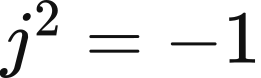 j² = −1